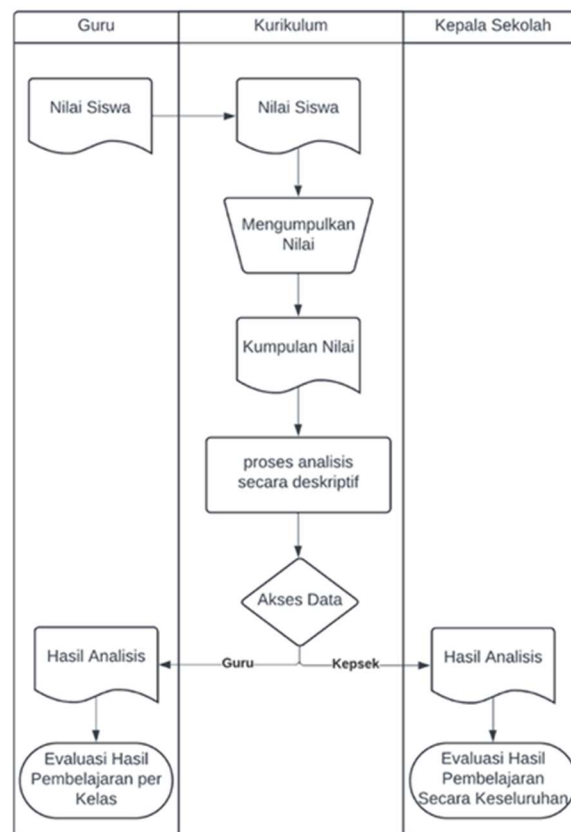 Guru
Kurikulum
Kepala Sekolah
Nilai Siswa
Nilai Siswa
Mengumpulkan
Nilai
Kumpulan Nilai
proses analisis
secara deskriptif
Akses Data
Guru
Kepsek
Hasil Analisis
Hasil Analisis
Evaluasi Hasil
Pembelajaran per
Kelas
Evaluasi Hasil
Pembelajaran
Secara Keseluruhan